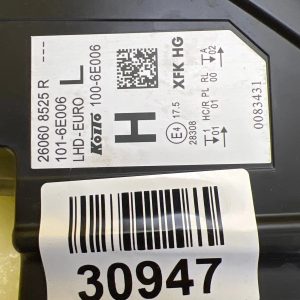 26060 8525 R
101-6E006
LHD-EURO L
KOITO 100-6E006
H
XFK HG
E4 17.5
28308
1 HC/R PL RL A
01 01 00 02
0083431
30947